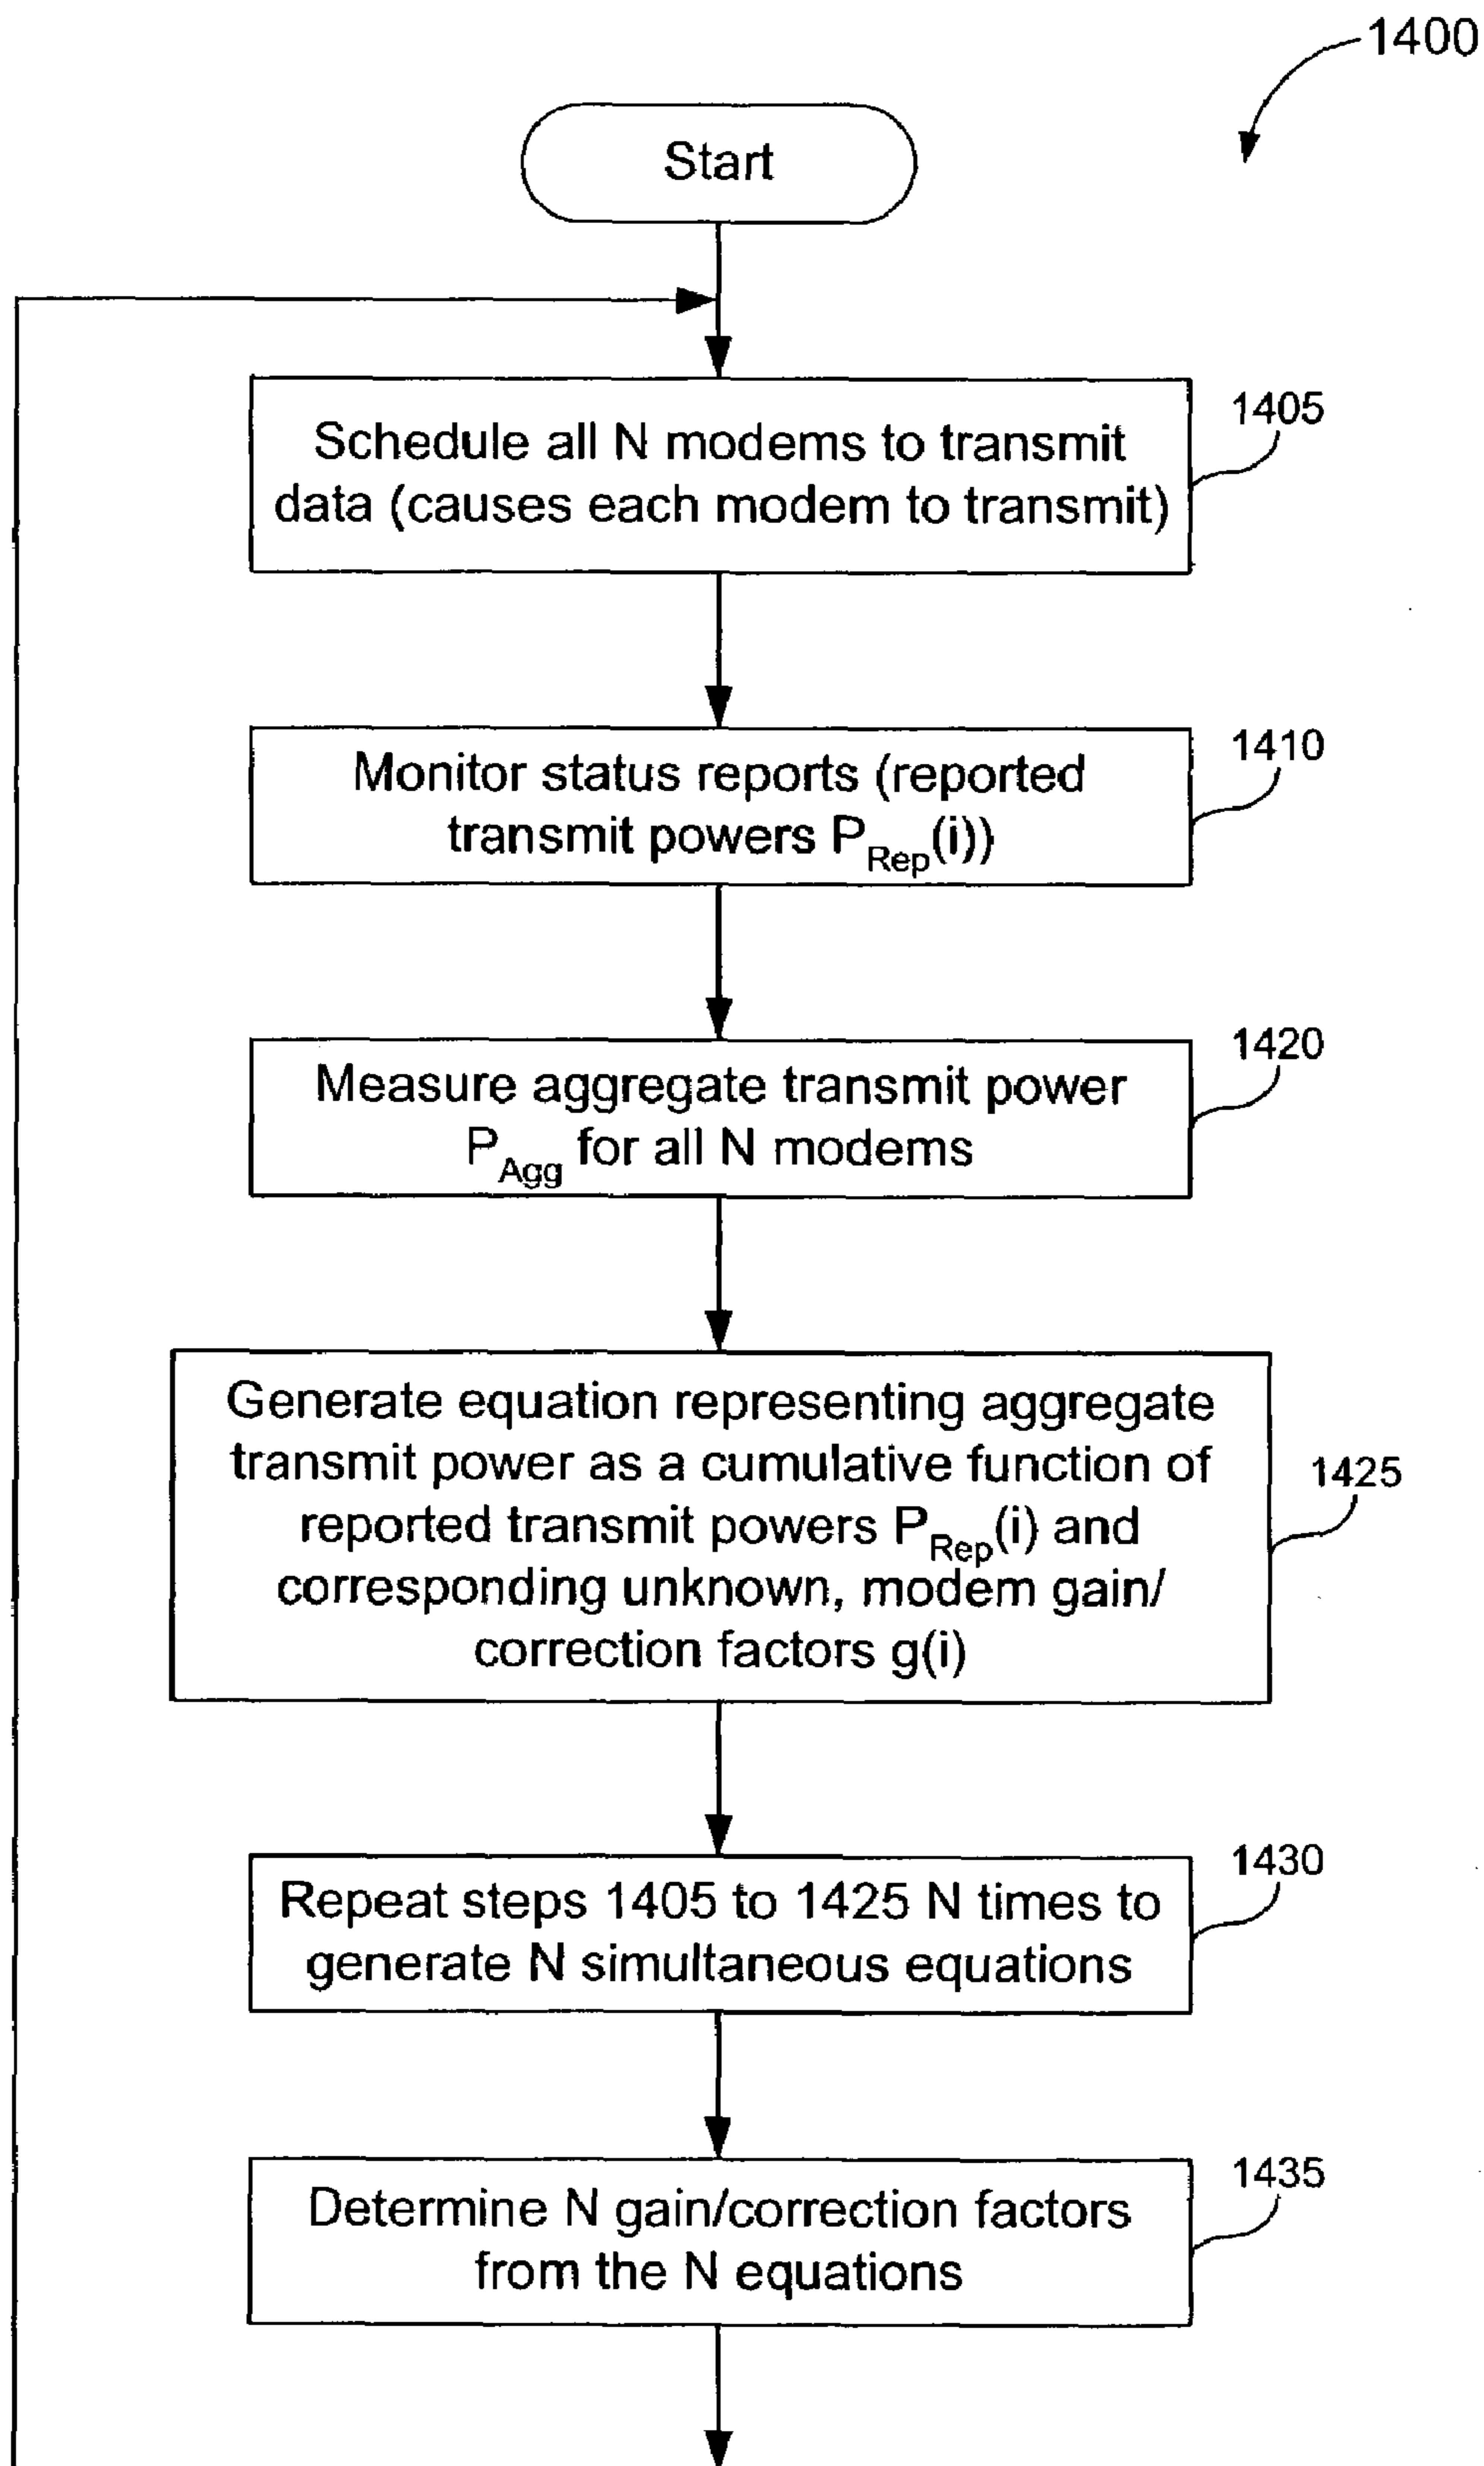 1400
Start
1405
Schedule all N modems to transmit
data (causes each modem to transmit)
1410
Monitor status reports (reported
transmit powers P_Rep(i))
1420
Measure aggregate transmit power
P_Agg for all N modems
Generate equation representing aggregate
transmit power as a cumulative function of
reported transmit powers P_Rep(i) and
corresponding unknown, modem gain/
correction factors g(i)
1425
1430
Repeat steps 1405 to 1425 N times to
generate N simultaneous equations
1435
Determine N gain/correction factors
from the N equations